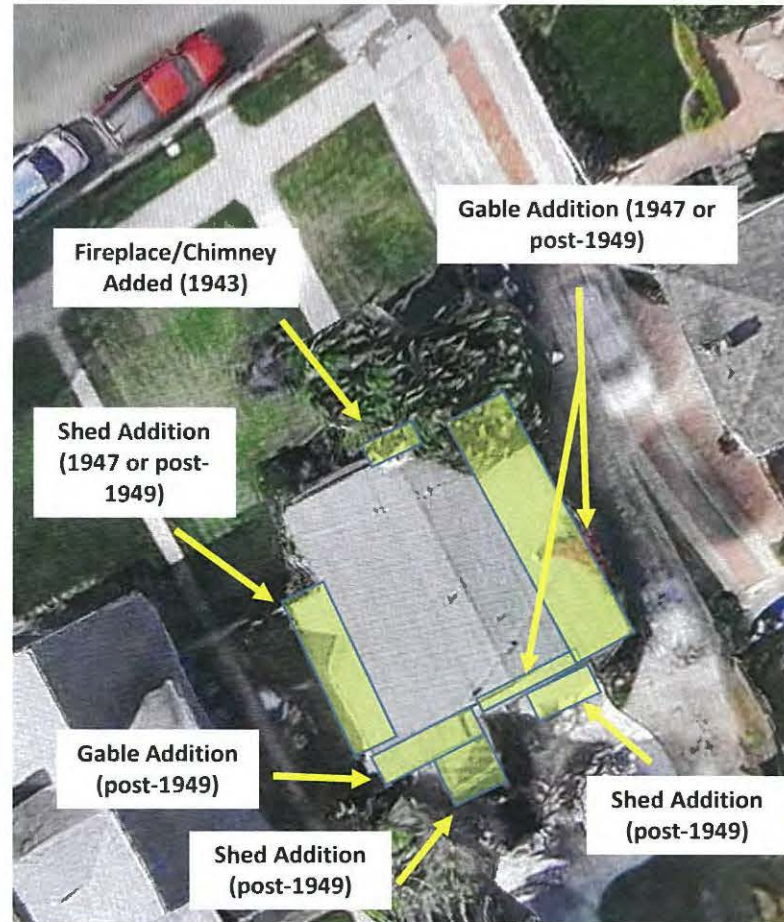 Gable Addition (1947 or
post-1949)
Fireplace/Chimney
Added (1943)
Shed Addition
(1947 or post-
1949)
Gable Addition
(post-1949)
Shed Addition
(post-1949)
Shed Addition
(post-1949)